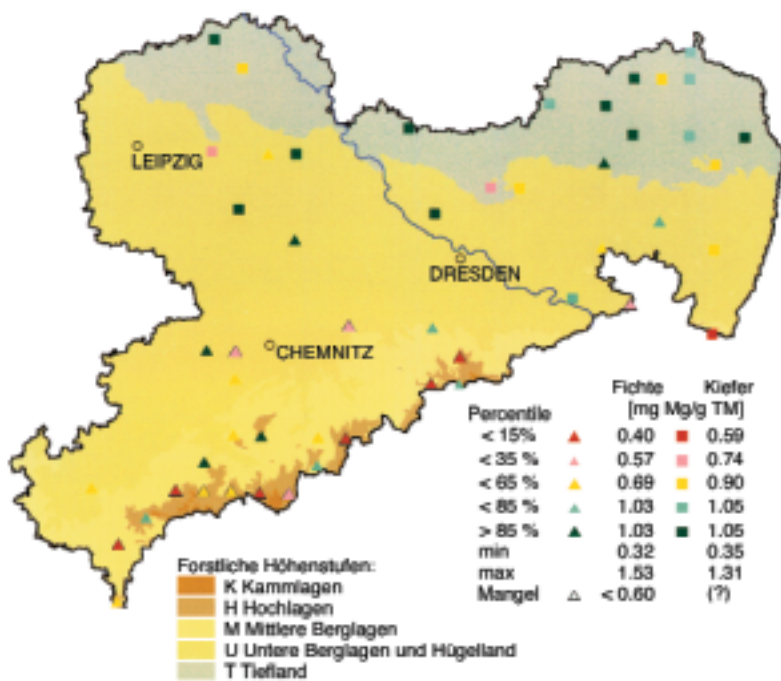 LEIPZIG
DRESDEN
CHEMNITZ
Fichte Kiefer
Percentile [mg Mg/g TM]
< 15% 0.40 0.59
< 35 % 0.57 0.74
< 65 % 0.69 0.90
< 85 % 1.03 1.05
> 85 % 1.03 1.05
min 0.32 0.35
max 1.53 1.31
Mangel < 0.60 (?)
Forstliche Höhenstufen:
K Kammlagen
H Hochlagen
M Mittlere Berglagen
U Untere Berglagen und Hügelland
T Tiefland